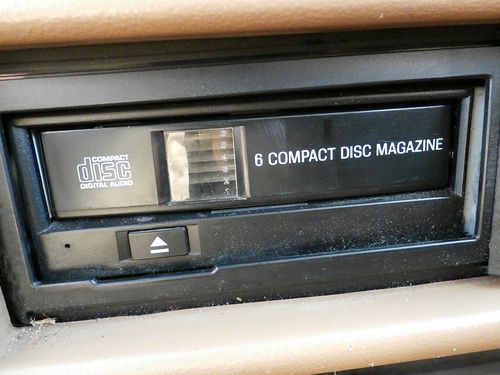 COMPACT
disc
DIGITAL AUDIO
6 COMPACT DISC MAGAZINE